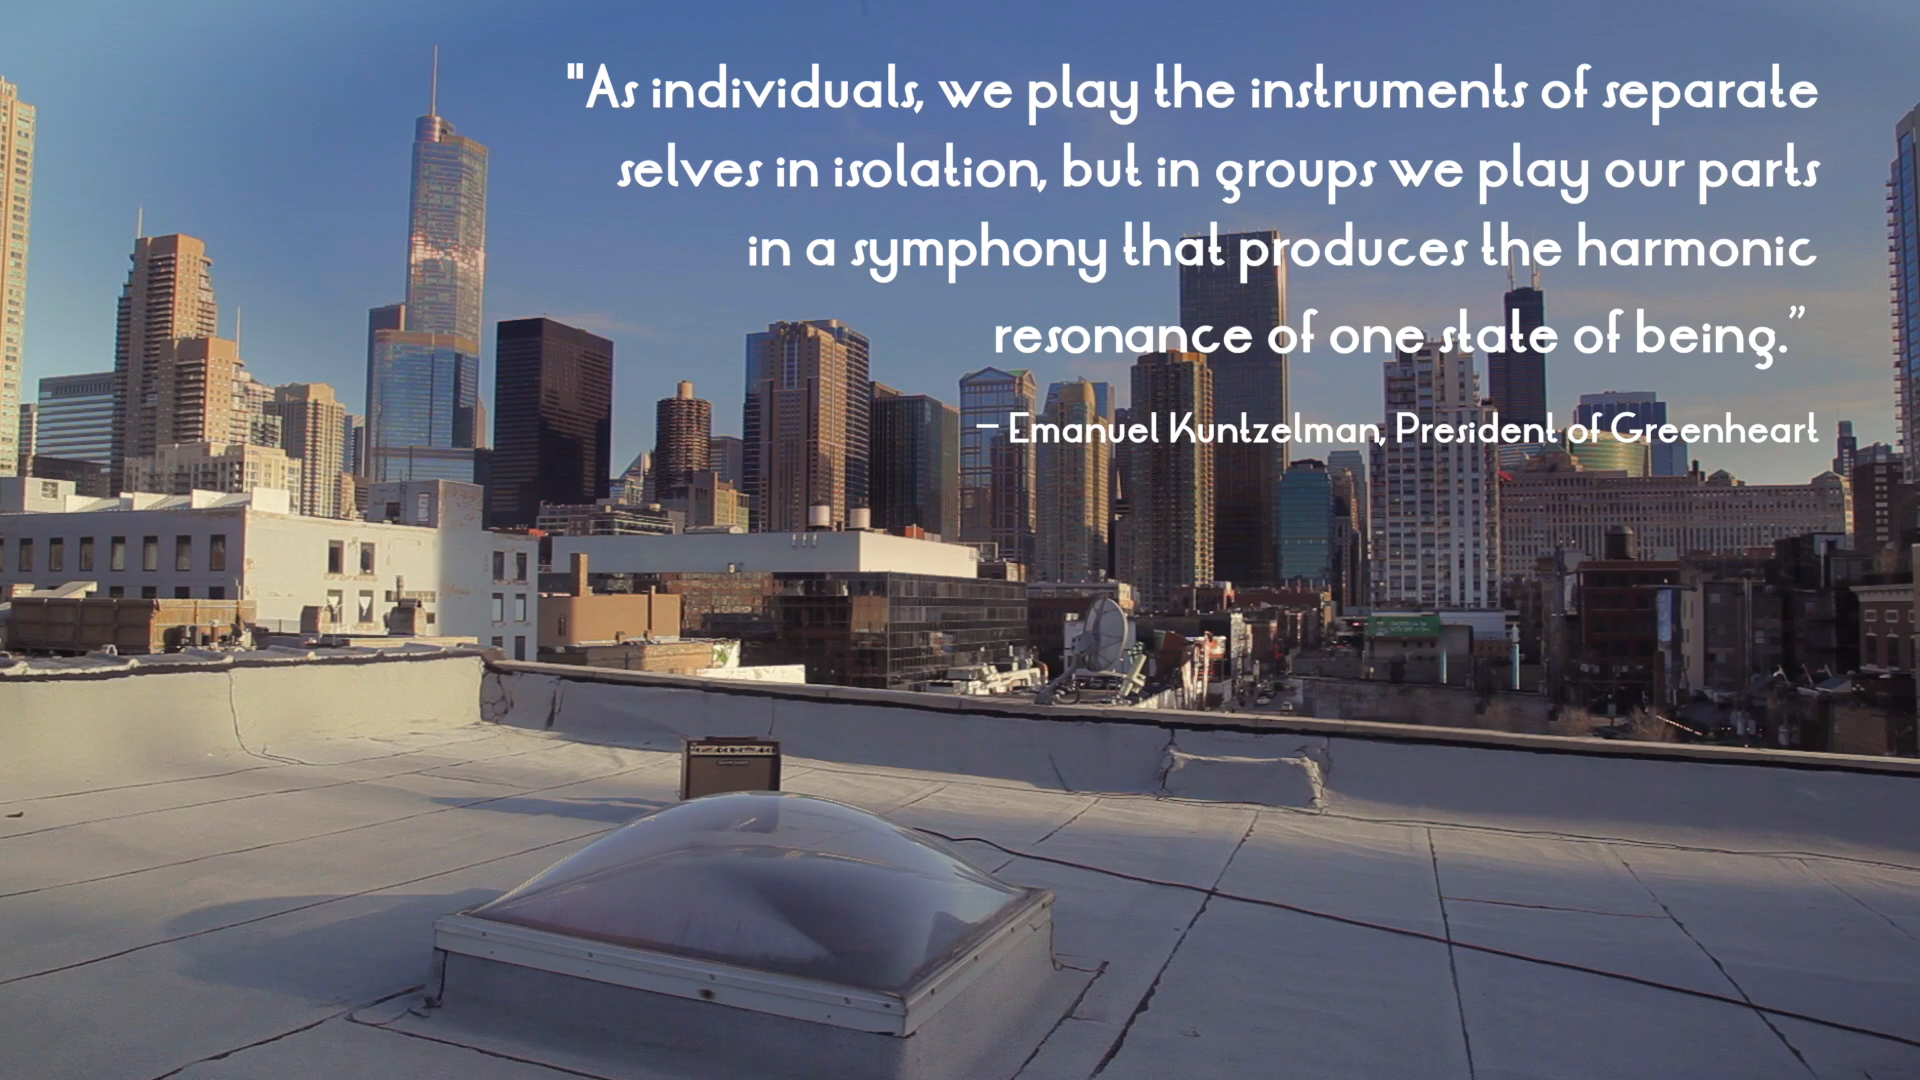 "As individuals, we play the instruments of separate
selves in isolation, but in groups we play our parts
in a symphony that produces the harmonic
resonance of one state of being.”
– Emanuel Kuntzelman, President of Greenheart